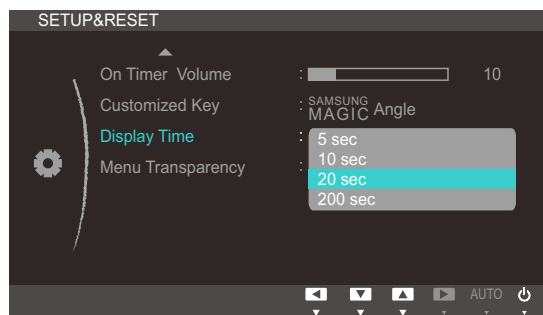 SETUP&RESET
On Timer Volume : 10
Customized Key : SAMSUNG MAGIC Angle
Display Time :
5 sec
10 sec
Menu Transparency :
20 sec
200 sec
AUTO